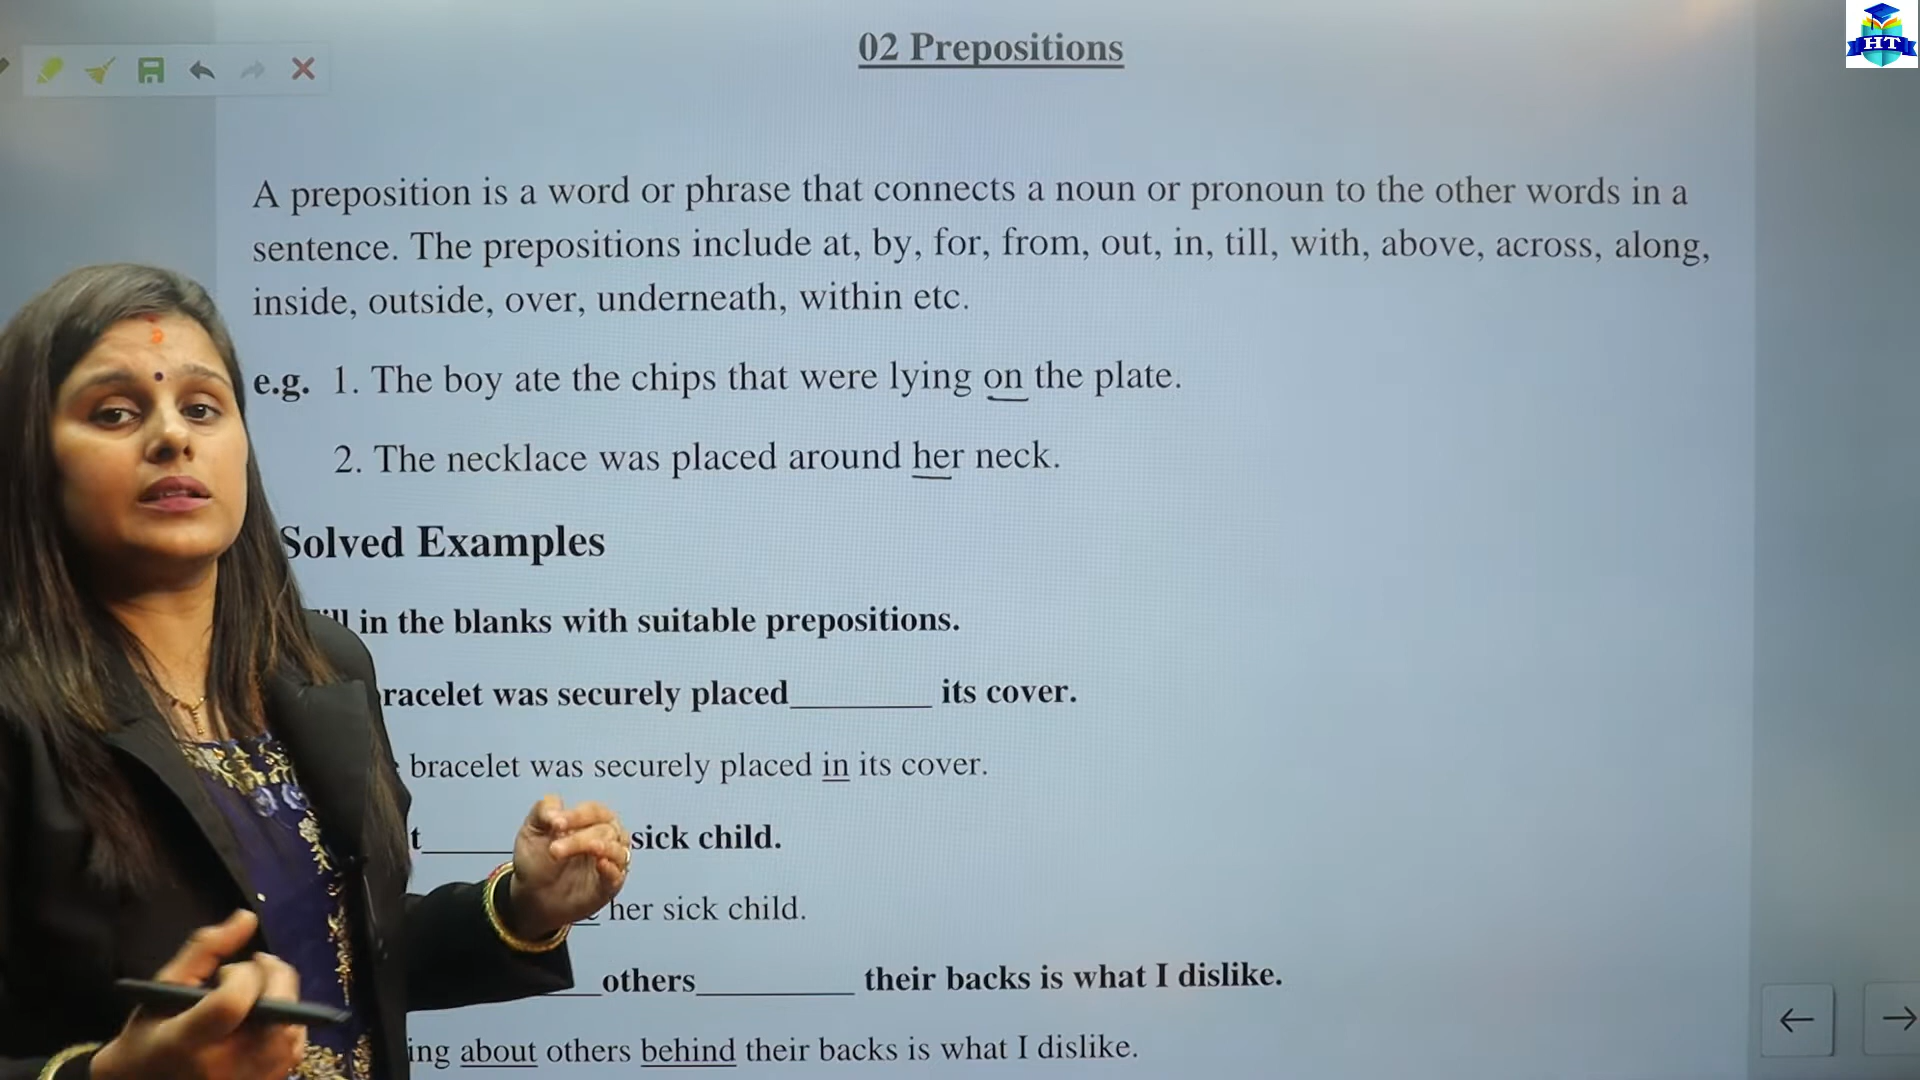 HT
02 Prepositions
A preposition is a word or phrase that connects a noun or pronoun to the other words in a
sentence. The prepositions include at, by, for, from, out, in, till, with, above, across, along,
inside, outside, over, underneath, within etc.
e.g. 1. The boy ate the chips that were lying on the plate.
2. The necklace was placed around her neck.
Solved Examples
in the blanks with suitable prepositions.
racelet was securely placed________ its cover.
bracelet was securely placed in its cover.
t_____ sick child.
her sick child.
___others_________ their backs is what I dislike.
ing about others behind their backs is what I dislike.